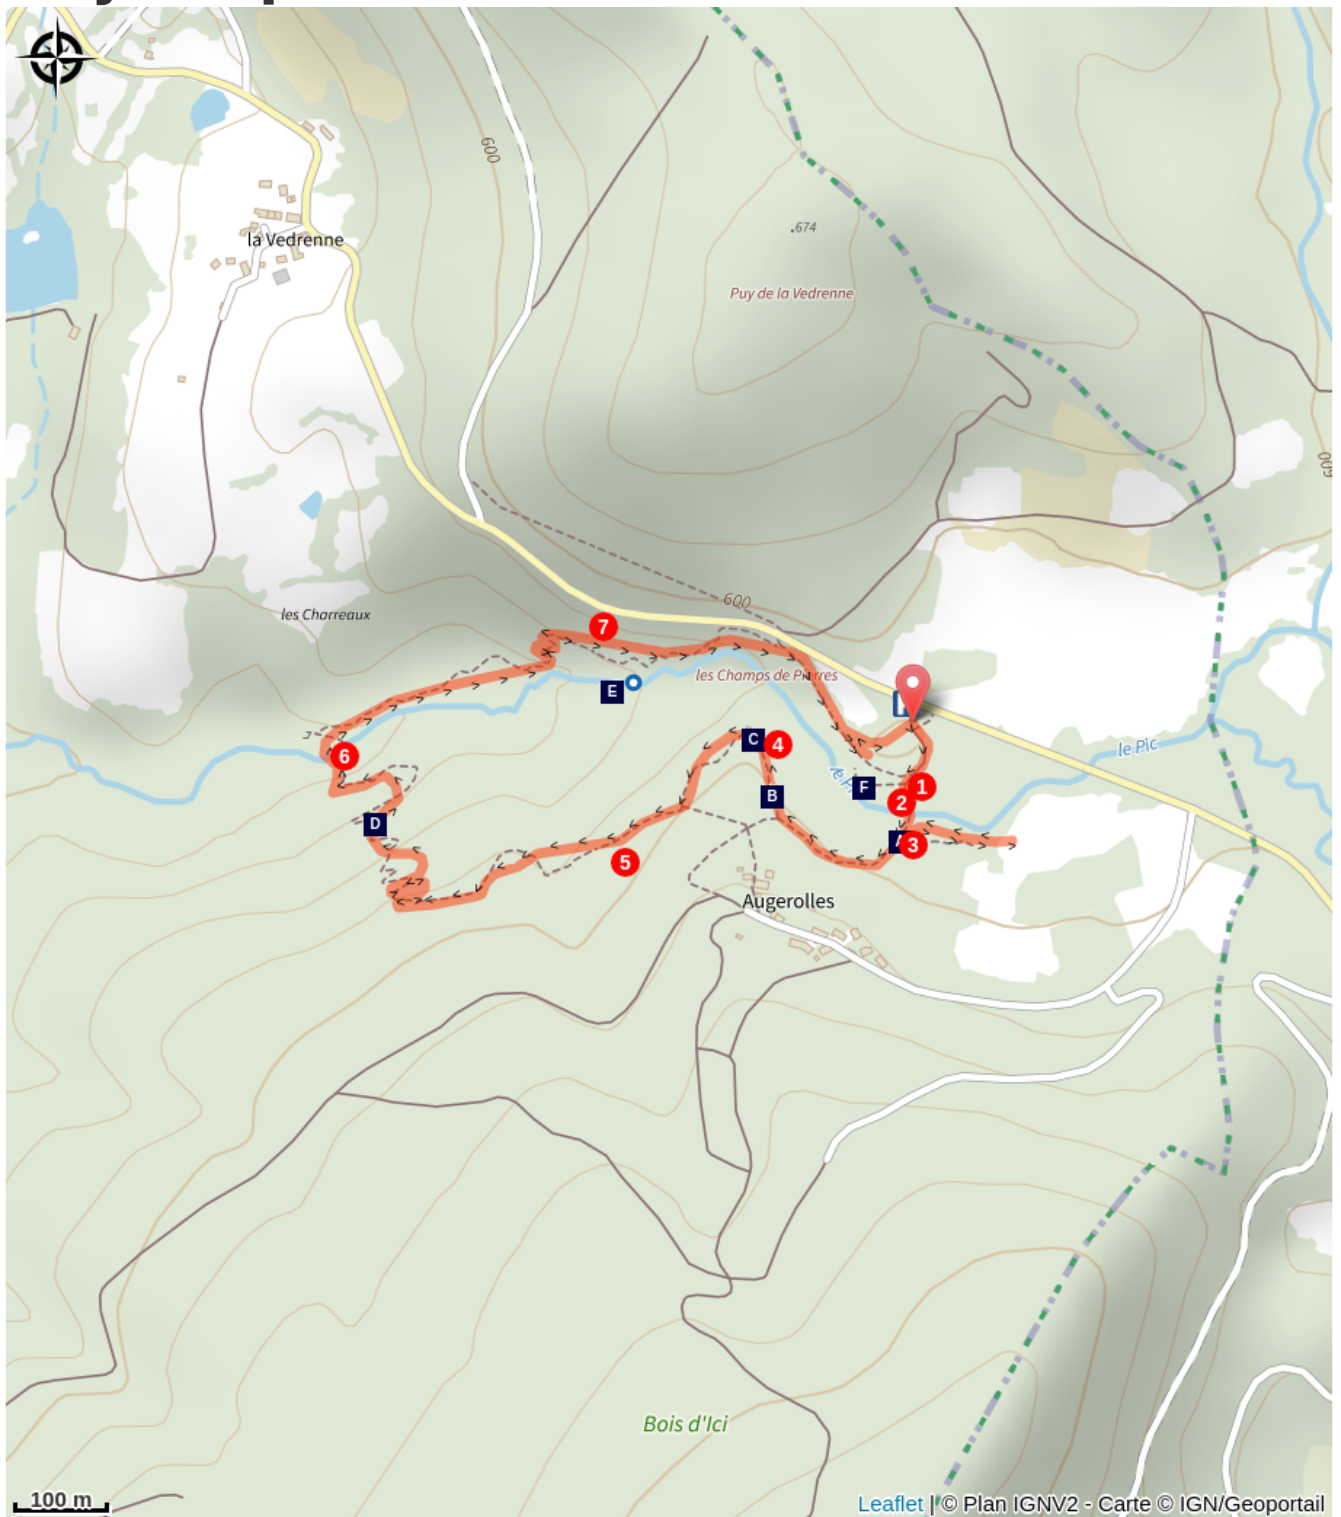 600
la Vedrenne
.674
Puy de la Vedrenne
600
600
les Charreaux
7
les Champs de Pierres
E
C
4
le Pic
6
F
1
B
2
D
A
3
5
Augerolles
Bois d'Ici
100 m
Leaflet | © Plan IGNV2 - Carte © IGN/Geoportail